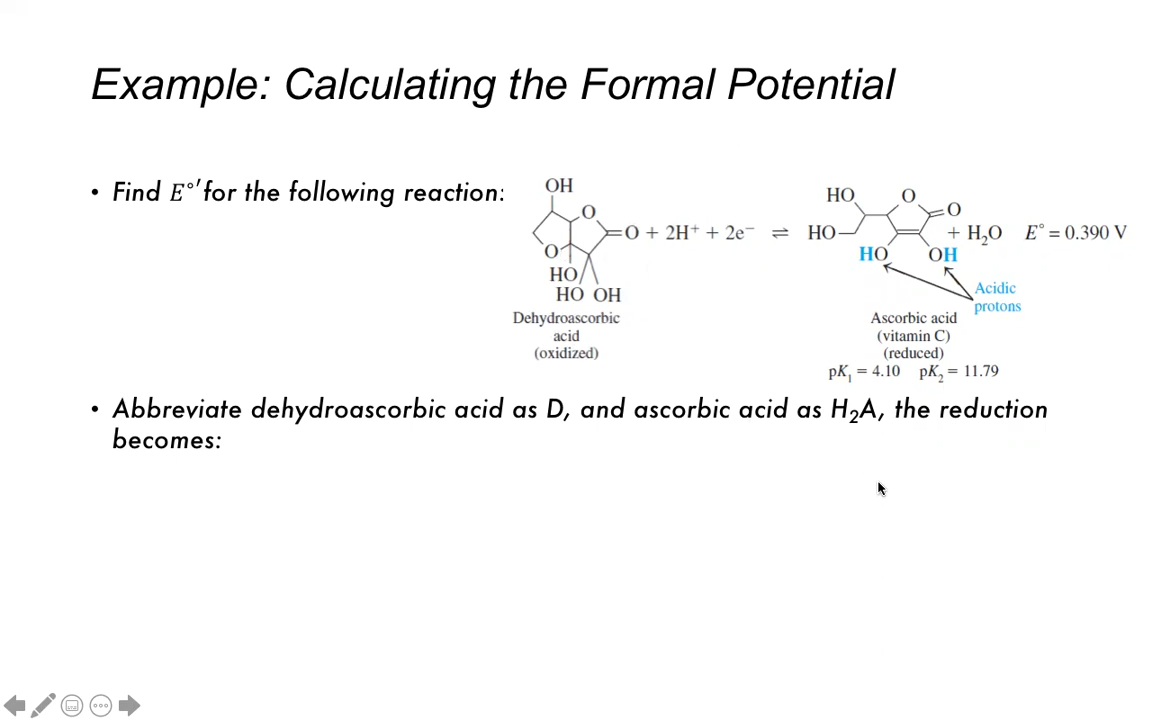 Example: Calculating the Formal Potential
• Find E°′ for the following reaction:
OH
O
O + 2H⁺ + 2e⁻ ⇌
O
HO
HO OH
Dehydroascorbic
acid
(oxidized)
HO
O
O
HO
+ H₂O E° = 0.390 V
HO OH
Acidic
protons
Ascorbic acid
(vitamin C)
(reduced)
pK₁ = 4.10 pK₂ = 11.79
• Abbreviate dehydroascorbic acid as D, and ascorbic acid as H₂A, the reduction
becomes: